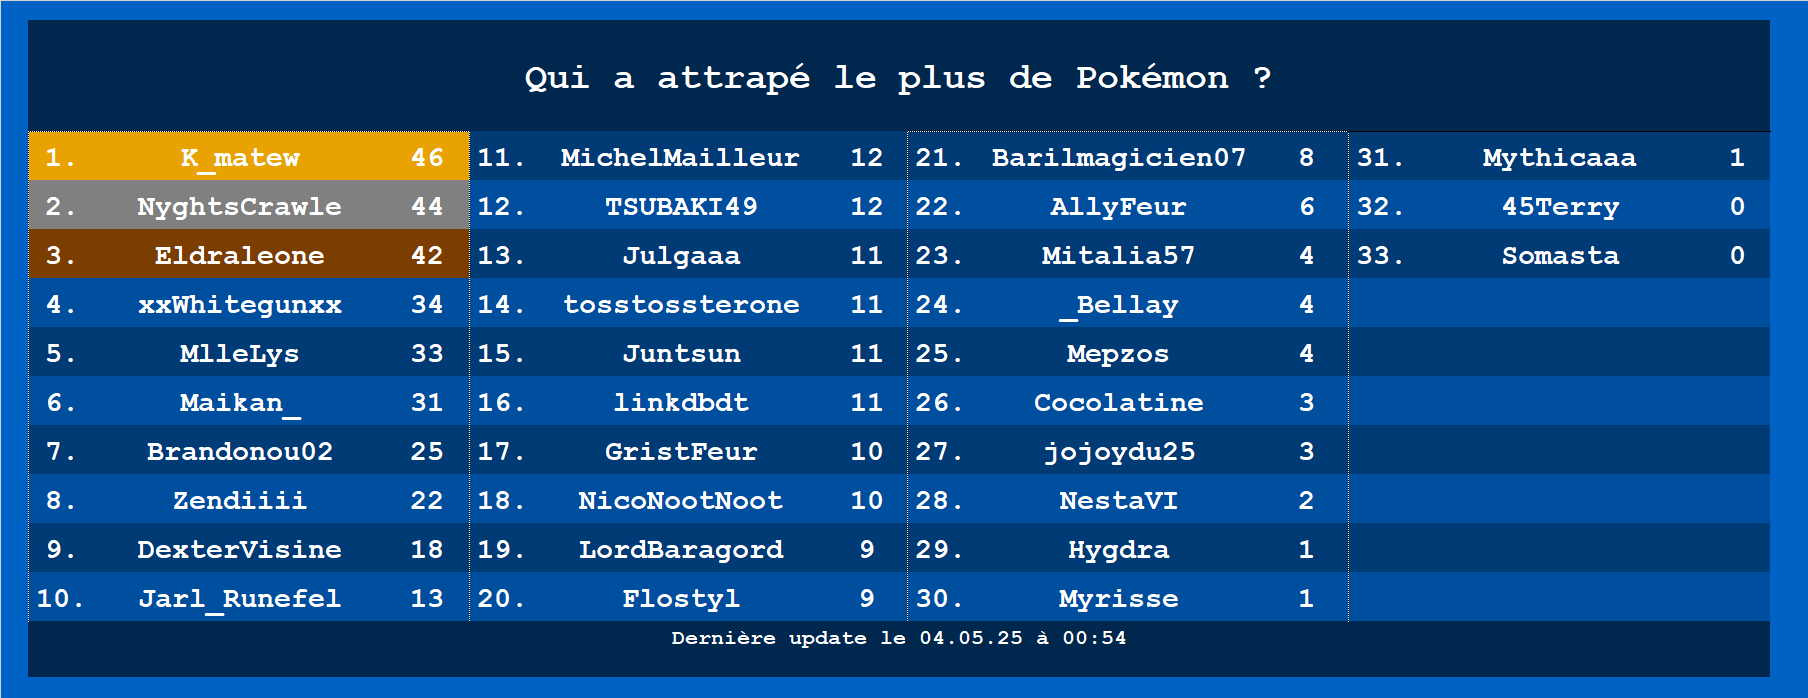 Qui a attrapé le plus de Pokémon ?
1. K_matew 46
2. NyghtsCrawle 44
3. Eldraleone 42
4. xxWhitegunxx 34
5. MlleLys 33
6. Maikan_ 31
7. Brandonou02 25
8. Zendiiii 22
9. DexterVisine 18
10. Jarl_Runefel 13
11. MichelMailleur 12
12. TSUBAKI49 12
13. Julgaaa 11
14. tosstossterone 11
15. Juntsun 11
16. linkdbdt 11
17. GristFeur 10
18. NicoNootNoot 10
19. LordBaragord 9
20. Flostyl 9
21. Barilmagicien07 8
22. AllyFeur 6
23. Mitalia57 4
24. _Bellay 4
25. Mepzos 4
26. Cocolatine 3
27. jojoydu25 3
28. NestaVI 2
29. Hygdra 1
30. Myrisse 1
31. Mythicaaa 1
32. 45Terry 0
33. Somasta 0
Dernière update le 04.05.25 à 00:54